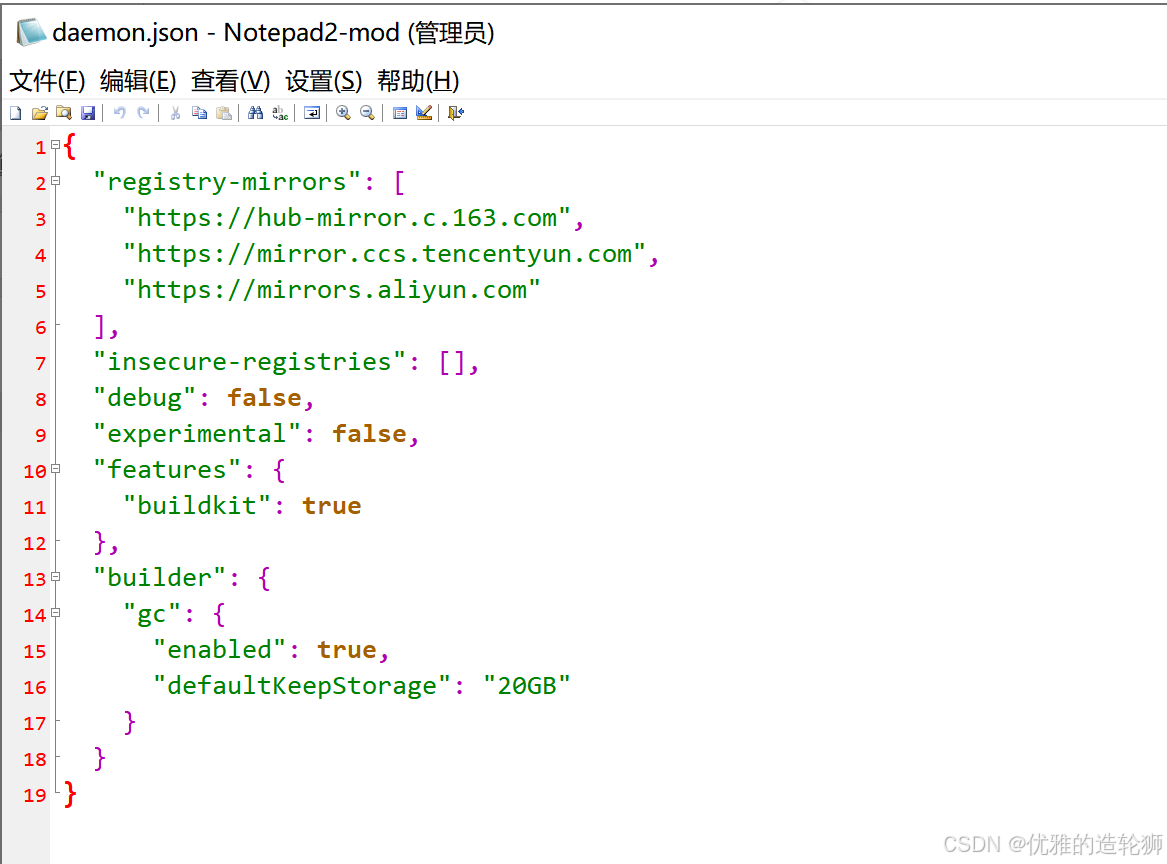 daemon.json - Notepad2-mod (管理员)
文件(F) 编辑(E) 查看(V) 设置(S) 帮助(H)
1 {
2 "registry-mirrors": [
3 "https://hub-mirror.c.163.com",
4 "https://mirror.ccs.tencentyun.com",
5 "https://mirrors.aliyun.com"
6 ],
7 "insecure-registries": [],
8 "debug": false,
9 "experimental": false,
10 "features": {
11 "buildkit": true
12 },
13 "builder": {
14 "gc": {
15 "enabled": true,
16 "defaultKeepStorage": "20GB"
17 }
18 }
19 }
CSDN @优雅的造轮狮